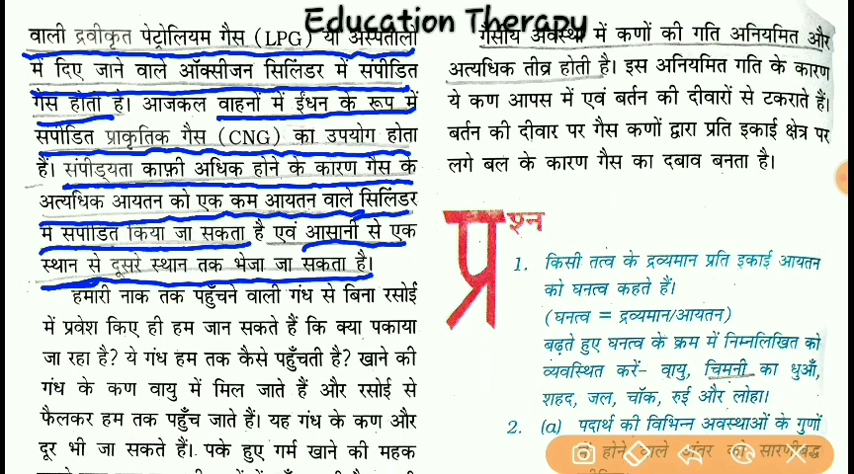 Education Therapy
वाली द्रवीकृत पेट्रोलियम गैस (LPG) या अस्पतालों
में दिए जाने वाले ऑक्सीजन सिलिंडर में संपीडित
गैस होती है। आजकल वाहनों में ईंधन के रूप में
संपीडित प्राकृतिक गैस (CNG) का उपयोग होता
है। संपीड्यता काफ़ी अधिक होने के कारण गैस के
अत्यधिक आयतन को एक कम आयतन वाले सिलिंडर
में संपीडित किया जा सकता है एवं आसानी से एक
स्थान से दूसरे स्थान तक भेजा जा सकता है।
हमारी नाक तक पहुँचने वाली गंध से बिना रसोई
में प्रवेश किए ही हम जान सकते हैं कि क्या पकाया
जा रहा है? ये गंध हम तक कैसे पहुँचती है? खाने की
गंध के कण वायु में मिल जाते हैं और रसोई से
फैलकर हम तक पहुँच जाते हैं। यह गंध के कण और
दूर भी जा सकते हैं। पके हुए गर्म खाने की महक
गैसीय अवस्था में कणों की गति अनियमित और
अत्यधिक तीव्र होती है। इस अनियमित गति के कारण
ये कण आपस में एवं बर्तन की दीवारों से टकराते हैं।
बर्तन की दीवार पर गैस कणों द्वारा प्रति इकाई क्षेत्र पर
लगे बल के कारण गैस का दबाव बनता है।
प्रश्न
1. किसी तत्व के द्रव्यमान प्रति इकाई आयतन
को घनत्व कहते हैं।
(घनत्व = द्रव्यमान/आयतन)
बढ़ते हुए घनत्व के क्रम में निम्नलिखित को
व्यवस्थित करें- वायु, चिमनी का धुआँ,
शहद, जल, चॉक, रुई और लोहा।
2. (a) पदार्थ की विभिन्न अवस्थाओं के गुणों
में होने वाले अंतर को सारणीबद्ध